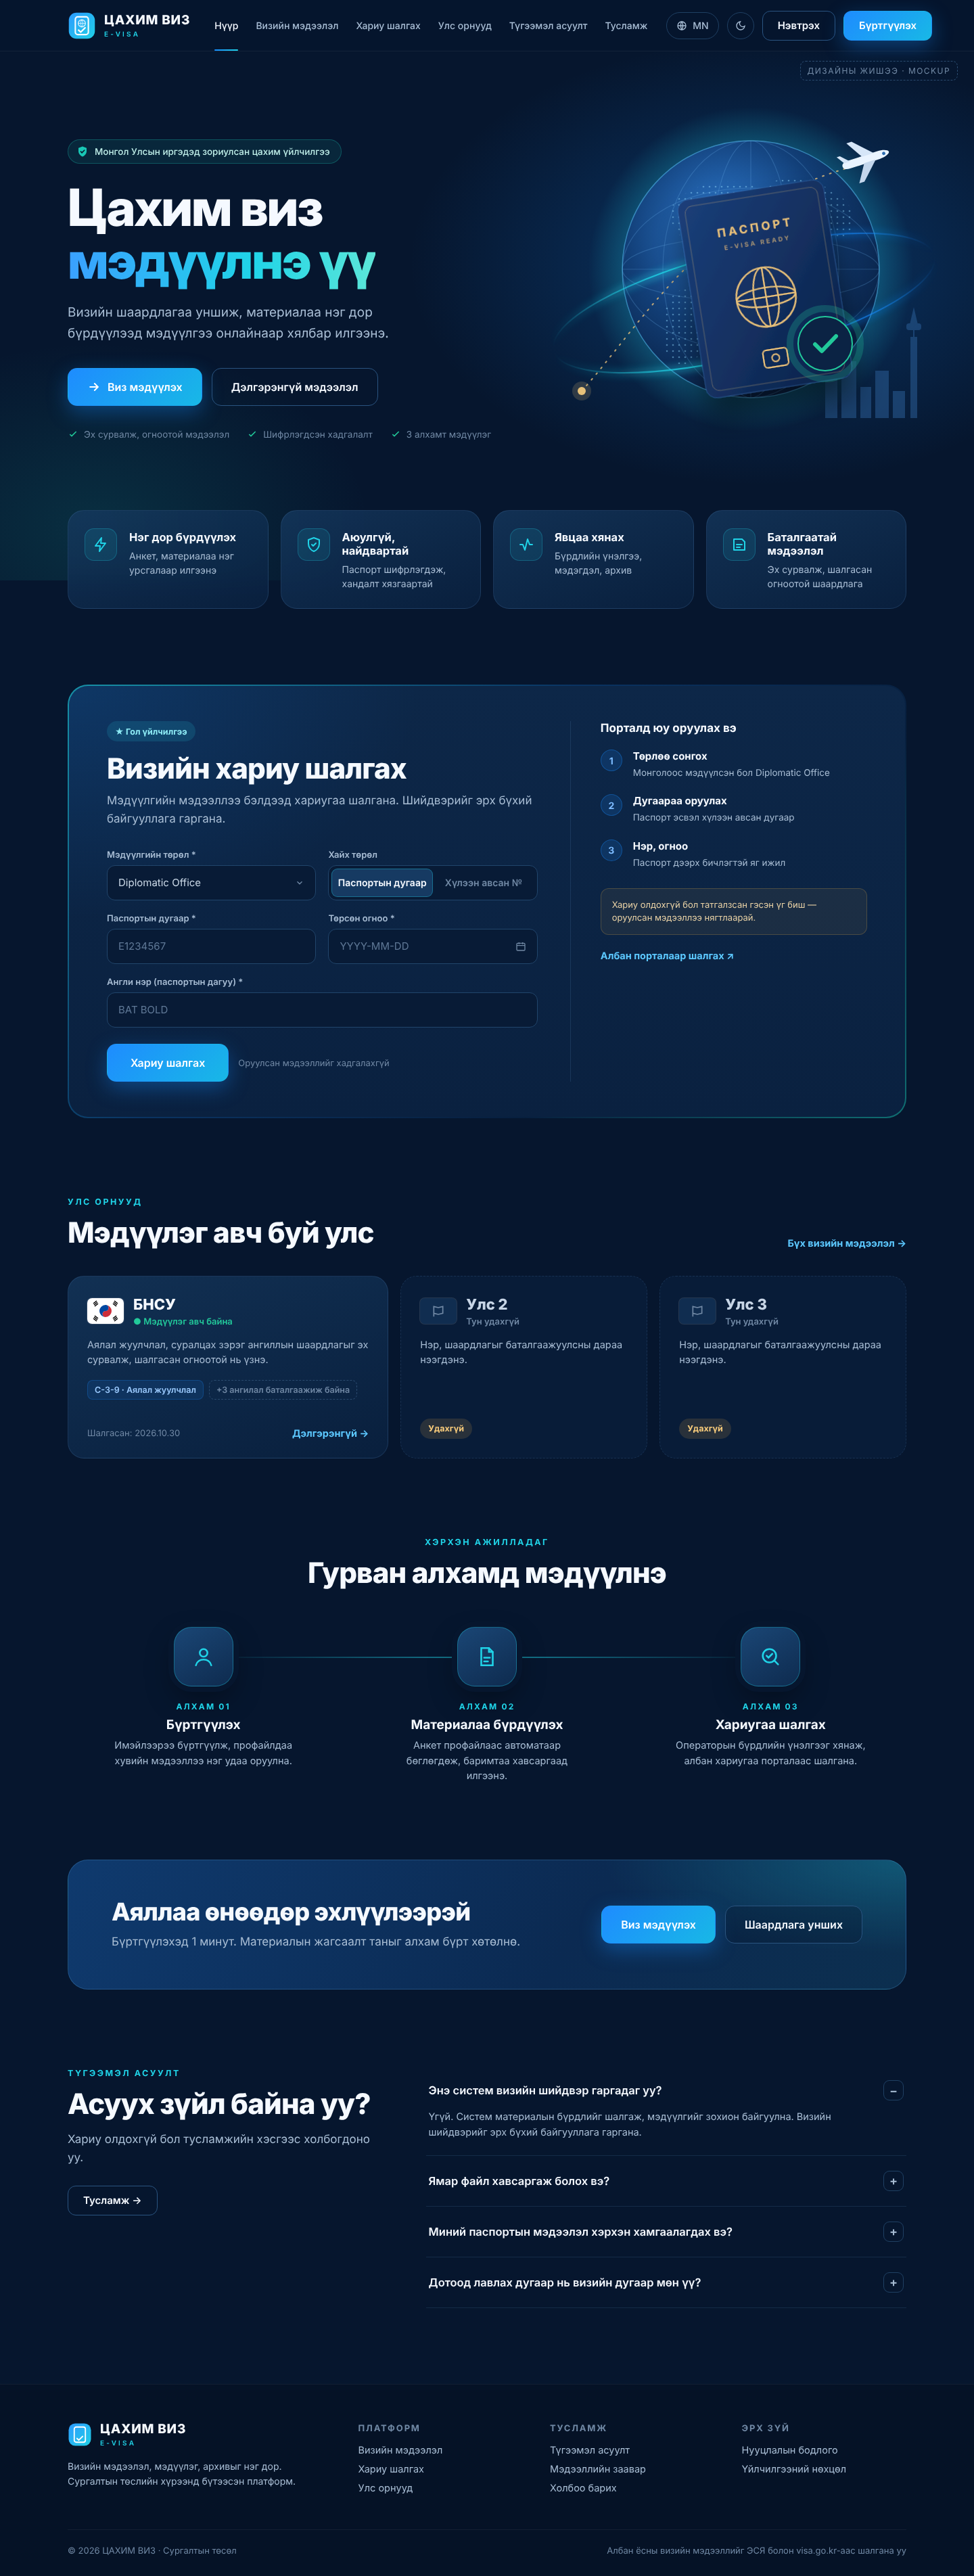 ЦАХИМ ВИЗ
E-VISA
Нүүр
Визийн мэдээлэл
Хариу шалгах
Улс орнууд
Түгээмэл асуулт
Тусламж
MN
Нэвтрэх
Бүртгүүлэх
ДИЗАЙНЫ ЖИШЭЭ · MOCKUP
Монгол Улсын иргэдэд зориулсан цахим үйлчилгээ
Цахим виз
мэдүүлнэ үү
Визийн шаардлагаа уншиж, материалаа нэг дор
бүрдүүлээд мэдүүлгээ онлайнаар хялбар илгээнэ.
→ Виз мэдүүлэх
Дэлгэрэнгүй мэдээлэл
Эх сурвалж, огноотой мэдээлэл
Шифрлэгдсэн хадгалалт
3 алхамт мэдүүлэг
ПАСПОРТ
E-VISA READY
Нэг дор бүрдүүлэх
Анкет, материалаа нэг
урсгалаар илгээнэ
Аюулгүй,
найдвартай
Паспорт шифрлэгдэж,
хандалт хязгаартай
Явцаа хянах
Бүрдлийн үнэлгээ,
мэдэгдэл, архив
Баталгаатай
мэдээлэл
Эх сурвалж, шалгасан
огноотой шаардлага
★ Гол үйлчилгээ
Визийн хариу шалгах
Мэдүүлгийн мэдээллээ бэлдээд хариугаа шалгана. Шийдвэрийг эрх бүхий
байгууллага гаргана.
Мэдүүлгийн төрөл *
Diplomatic Office
Хайх төрөл
Паспортын дугаар
Хүлээн авсан №
Паспортын дугаар *
E1234567
Төрсөн огноо *
YYYY-MM-DD
Англи нэр (паспортын дагуу) *
BAT BOLD
Хариу шалгах
Оруулсан мэдээллийг хадгалахгүй
Порталд юу оруулах вэ
1
Төрлөө сонгох
Монголоос мэдүүлсэн бол Diplomatic Office
2
Дугаараа оруулах
Паспорт эсвэл хүлээн авсан дугаар
3
Нэр, огноо
Паспорт дээрх бичлэгтэй яг ижил
Хариу олдохгүй бол татгалзсан гэсэн үг биш —
оруулсан мэдээллээ нягтлаарай.
Албан порталаар шалгах ↗
УЛС ОРНУУД
Мэдүүлэг авч буй улс
Бүх визийн мэдээлэл →
БНСУ
● Мэдүүлэг авч байна
Аялал жуулчлал, суралцах зэрэг ангиллын шаардлагыг эх
сурвалж, шалгасан огноотой нь үзнэ.
C-3-9 · Аялал жуулчлал
+3 ангилал баталгаажиж байна
Шалгасан: 2026.10.30
Дэлгэрэнгүй →
Улс 2
Тун удахгүй
Нэр, шаардлагыг баталгаажуулсны дараа
нээгдэнэ.
Удахгүй
Улс 3
Тун удахгүй
Нэр, шаардлагыг баталгаажуулсны дараа
нээгдэнэ.
Удахгүй
ХЭРХЭН АЖИЛЛАДАГ
Гурван алхамд мэдүүлнэ
АЛХАМ 01
Бүртгүүлэх
Имэйлээрээ бүртгүүлж, профайлдаа
хувийн мэдээллээ нэг удаа оруулна.
АЛХАМ 02
Материалаа бүрдүүлэх
Анкет профайлаас автоматаар
бөглөгдөж, баримтаа хавсаргаад
илгээнэ.
АЛХАМ 03
Хариугаа шалгах
Операторын бүрдлийн үнэлгээг хянаж,
албан хариугаа порталаас шалгана.
Аяллаа өнөөдөр эхлүүлээрэй
Бүртгүүлэхэд 1 минут. Материалын жагсаалт таныг алхам бүрт хөтөлнө.
Виз мэдүүлэх
Шаардлага унших
ТҮГЭЭМЭЛ АСУУЛТ
Асуух зүйл байна уу?
Хариу олдохгүй бол тусламжийн хэсгээс холбогдоно
уу.
Тусламж →
Энэ систем визийн шийдвэр гаргадаг уу?
−
Үгүй. Систем материалын бүрдлийг шалгаж, мэдүүлгийг зохион байгуулна. Визийн
шийдвэрийг эрх бүхий байгууллага гаргана.
Ямар файл хавсаргаж болох вэ?
+
Миний паспортын мэдээлэл хэрхэн хамгаалагдах вэ?
+
Дотоод лавлах дугаар нь визийн дугаар мөн үү?
+
ЦАХИМ ВИЗ
E-VISA
Визийн мэдээлэл, мэдүүлэг, архивыг нэг дор.
Сургалтын төслийн хүрээнд бүтээсэн платформ.
ПЛАТФОРМ
Визийн мэдээлэл
Хариу шалгах
Улс орнууд
ТУСЛАМЖ
Түгээмэл асуулт
Мэдээллийн заавар
Холбоо барих
ЭРХ ЗҮЙ
Нууцлалын бодлого
Үйлчилгээний нөхцөл
© 2026 ЦАХИМ ВИЗ · Сургалтын төсөл
Албан ёсны визийн мэдээллийг ЭСЯ болон visa.go.kr-аас шалгана уу